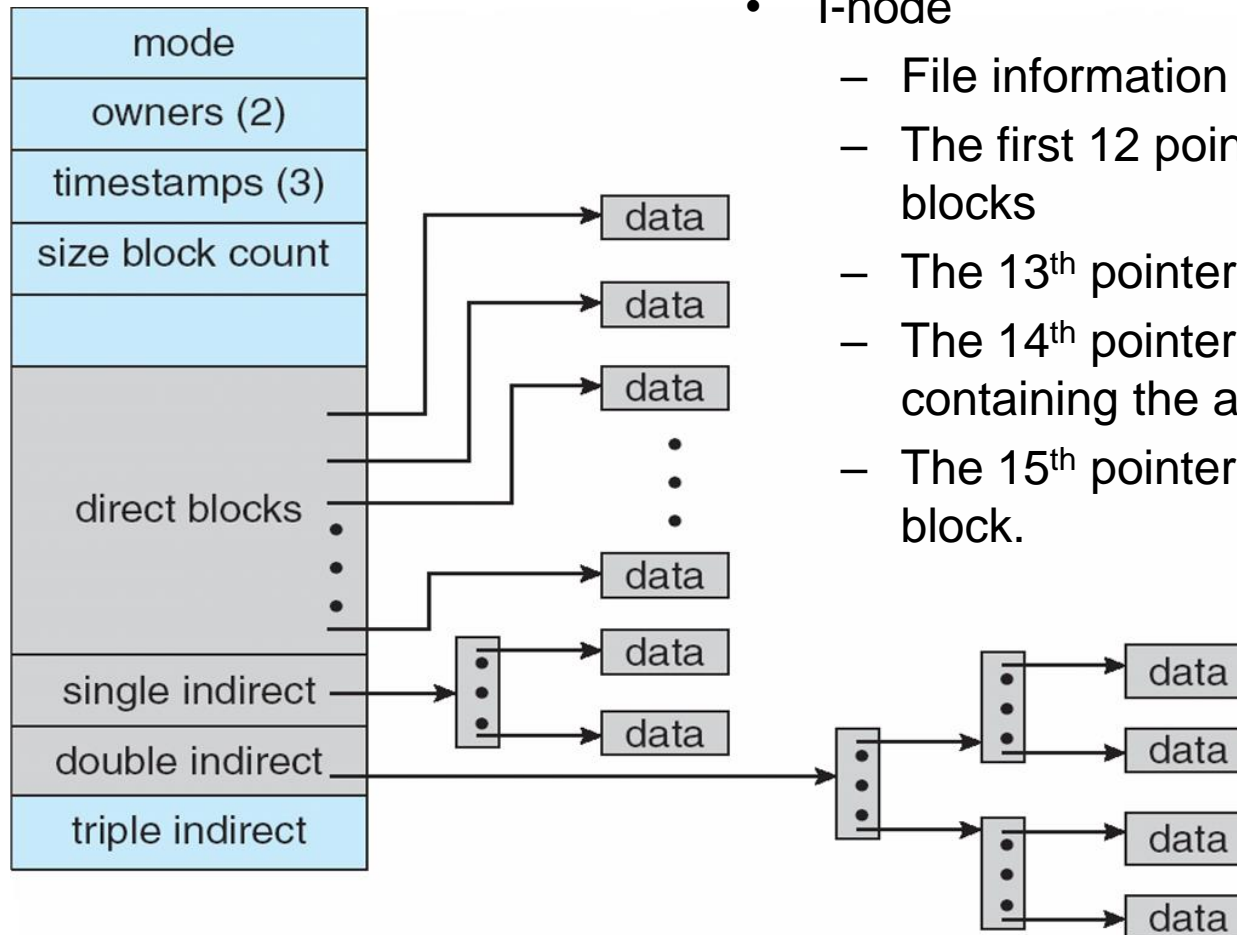 mode
owners (2)
timestamps (3)
size block count
direct blocks
single indirect
double indirect
triple indirect
data
data
data
data
data
data
data
data
data
data
• I-node
– File information
– The first 12
blocks
– The 13th pointer
– The 14th pointer
containing the
– The 15th pointer
block.